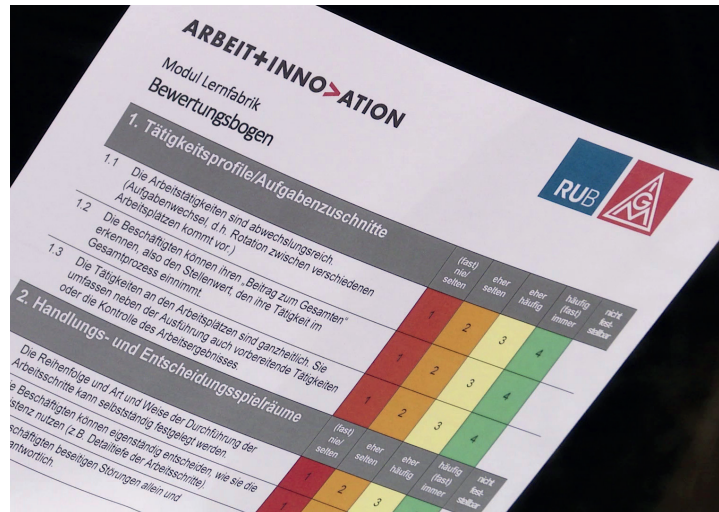 ARBEIT+INNO>ATION
Modul Lernfabrik
Bewertungsbogen
RUB
IGM
1. Tätigkeitsprofile/Aufgabenzuschnitte
(fast) nie/ selten
eher selten
eher häufig
häufig (fast) immer
nicht fest- stellbar
1.1 Die Arbeitstätigkeiten sind abwechslungsreich.
(Aufgabenwechsel, d.h. Rotation zwischen verschiedenen
Arbeitsplätzen kommt vor.)
1 2 3 4
1.2 Die Beschäftigten können ihren „Beitrag zum Gesamten“
erkennen, also den Stellenwert, den ihre Tätigkeit im
Gesamtprozess einnimmt.
1 2 3 4
1.3 Die Tätigkeiten an den Arbeitsplätzen sind ganzheitlich. Sie
umfassen neben der Ausführung auch vorbereitende Tätigkeiten
oder die Kontrolle des Arbeitsergebnisses.
1 2 3 4
2. Handlungs- und Entscheidungsspielräume
(fast) nie/ selten
eher selten
eher häufig
häufig (fast) immer
nicht fest- stellbar
Die Reihenfolge und Art und Weise der Durchführung der
Arbeitsschritte kann selbstständig festgelegt werden.
1 2 3
Beschäftigten können eigenständig entscheiden, wie sie die
nutzen (z.B. Detailtiefe der Arbeitsschritte).
1 2 3
beseitigen Störungen allein und